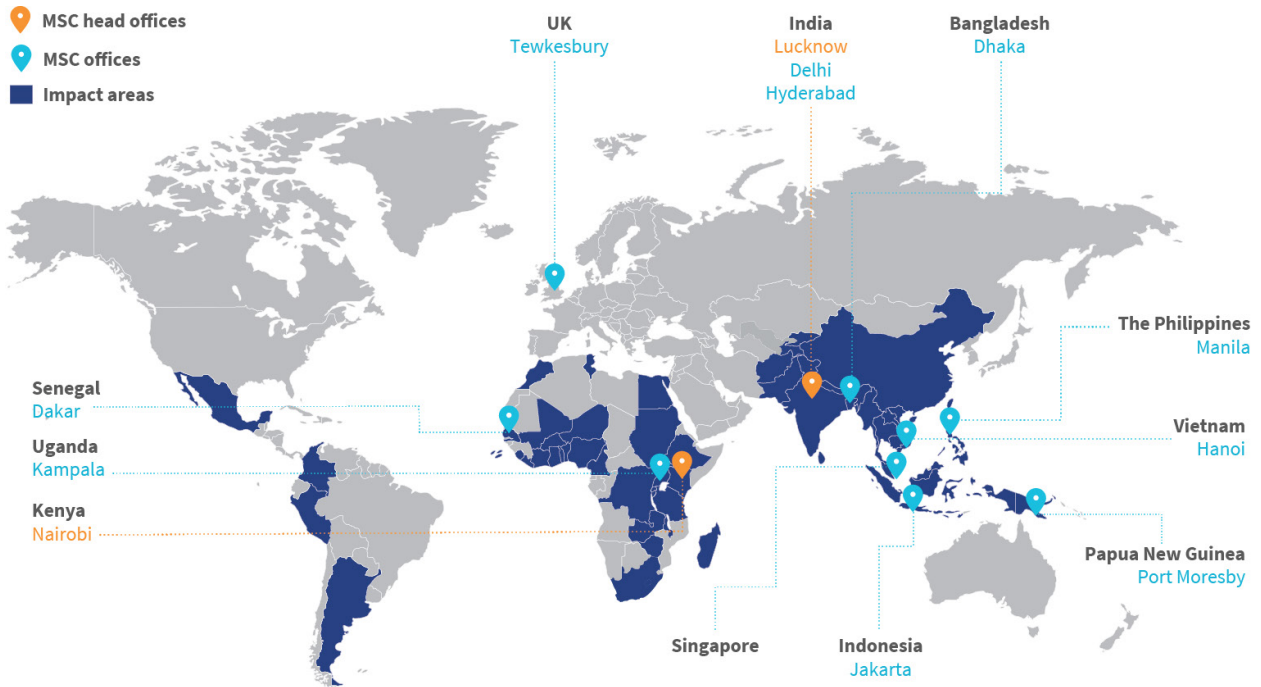 MSC head offices
MSC offices
Impact areas
UK
Tewkesbury
India
Lucknow
Delhi
Hyderabad
Bangladesh
Dhaka
The Philippines
Manila
Vietnam
Hanoi
Papua New Guinea
Port Moresby
Senegal
Dakar
Uganda
Kampala
Kenya
Nairobi
Singapore
Indonesia
Jakarta